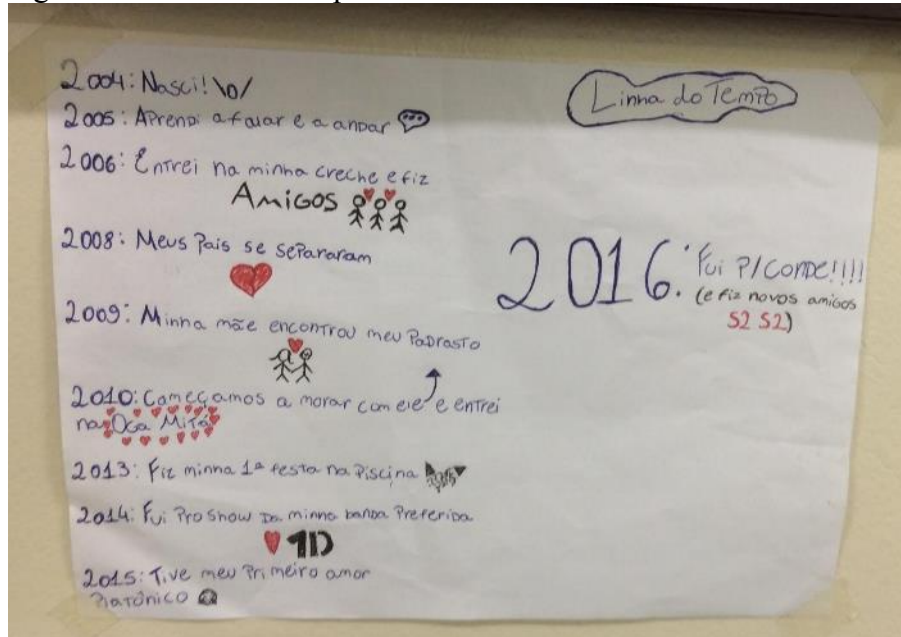 2004: Nasci! \o/
2005: Aprendi a falar e a andar
2006: Entrei na minha creche e fiz
Amigos
2008: Meus Pais se separaram
2009: Minha mãe encontrou meu Padrasto
2010: Começamos a morar com ele e entrei
na Oga Mitá
2013: Fiz minha 1ª festa na Piscina
2014: Fui Pro Show da minha banda Preferida
1D
2015: Tive meu Primeiro amor
Platônico
Linha do Tempo
2016: Fui P/ Conde!!!!
(e fiz novos amigos
S2 S2)